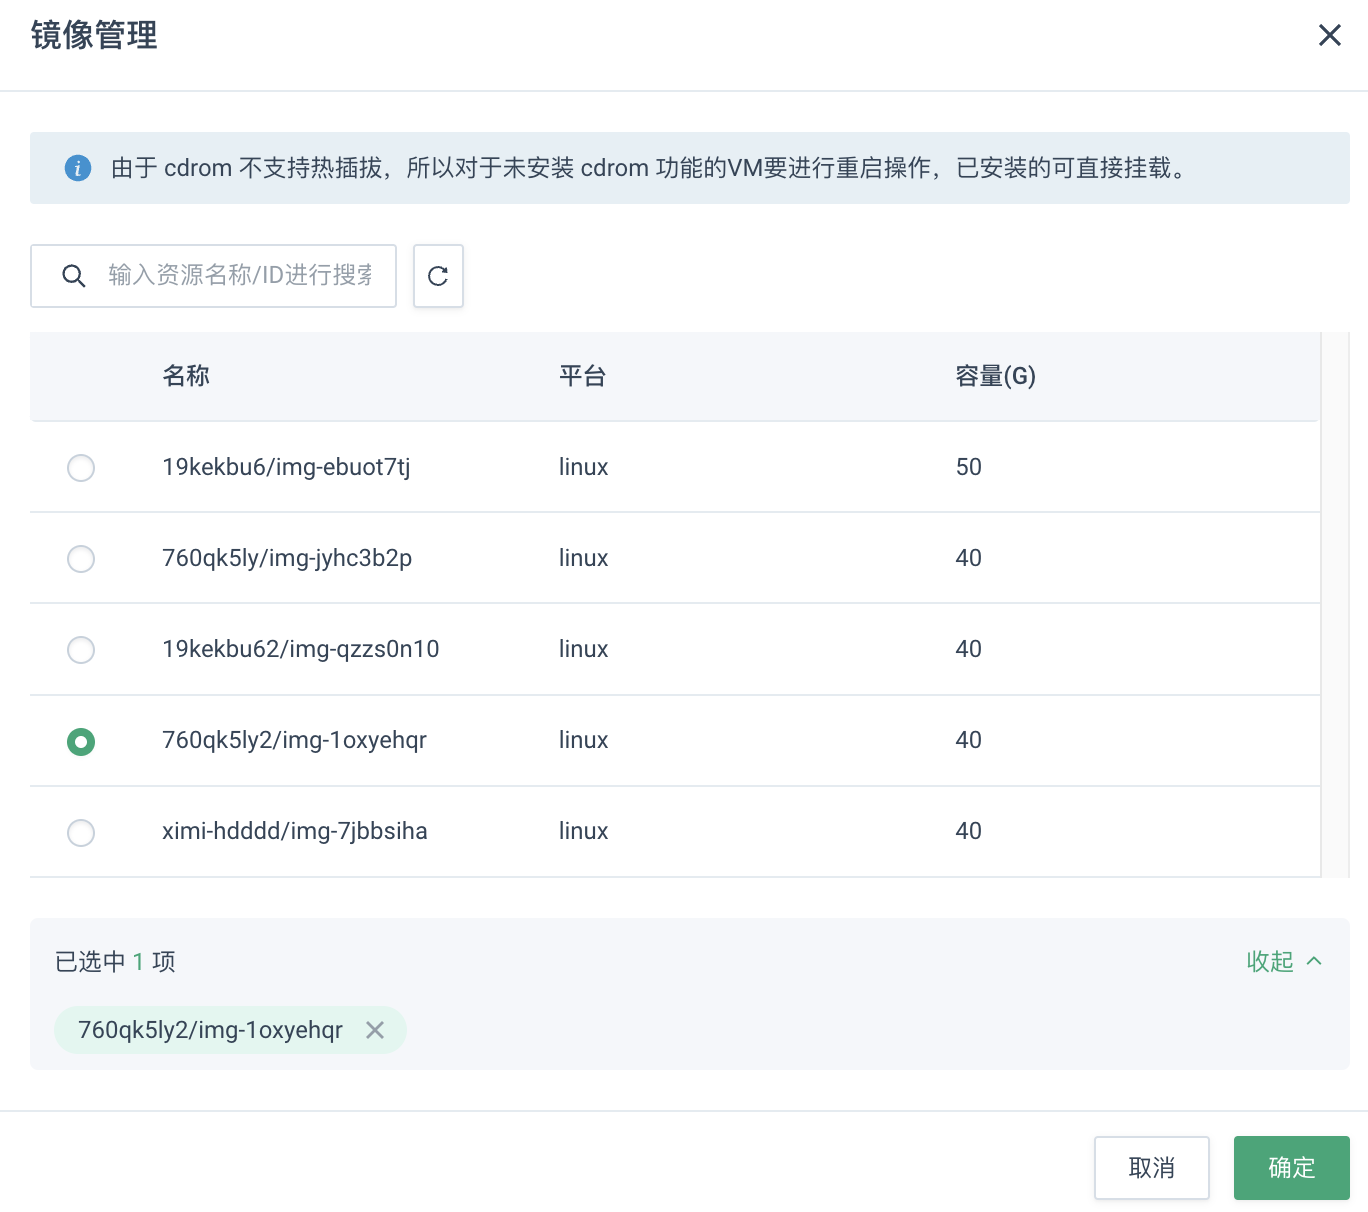 镜像管理
由于 cdrom 不支持热插拔，所以对于未安装 cdrom 功能的VM要进行重启操作，已安装的可直接挂载。
输入资源名称/ID进行搜索
名称 平台 容量(G)
19kekbu6/img-ebuot7tj linux 50
760qk5ly/img-jyhc3b2p linux 40
19kekbu62/img-qzzs0n10 linux 40
760qk5ly2/img-1oxyehqr linux 40
ximi-hdddd/img-7jbbsiha linux 40
已选中 1 项 收起
760qk5ly2/img-1oxyehqr
取消 确定